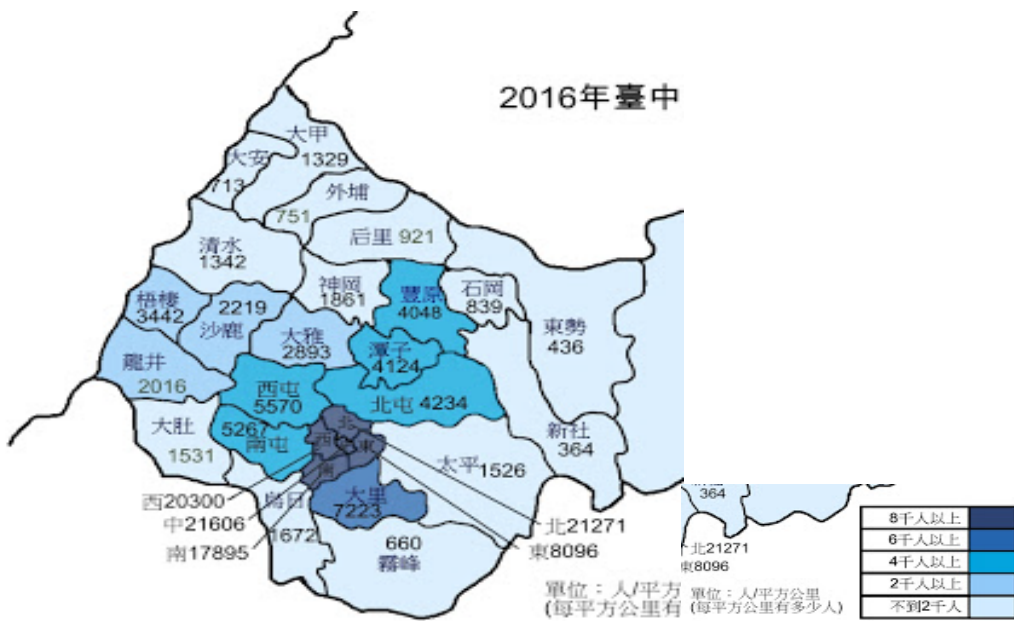 2016年臺中
大甲
1329
大安
713
外埔
751
后里 921
清水
1342
神岡
1861
豐原
4048
石岡
839
東勢
436
梧棲
3442
2219
沙鹿
大雅
2893
潭子
4124
龍井
2016
西屯
5570
北屯 4234
新社
364
大肚
1531
5267
南屯
北
西
中
東
南
太平 1526
烏日
1672
大里
7223
660
霧峰
西20300
中21606
南17895
北21271
東8096
單位：人/平方
(每平方公里有
364
北21271
東8096
單位：人/平方公里
(每平方公里有多少人)
8千人以上
6千人以上
4千人以上
2千人以上
不到2千人